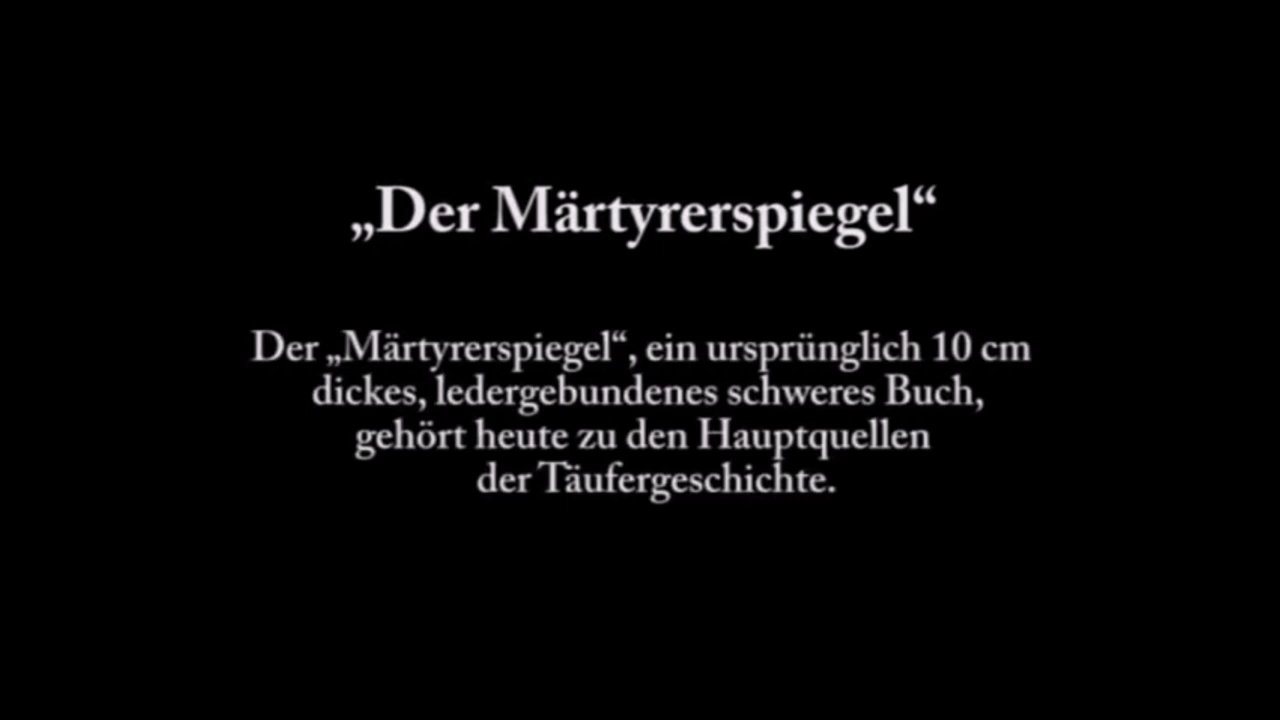 „Der Märtyrerspiegel“
Der „Märtyrerspiegel“, ein ursprünglich 10 cm
dickes, ledergebundenes schweres Buch,
gehört heute zu den Hauptquellen
der Täufergeschichte.